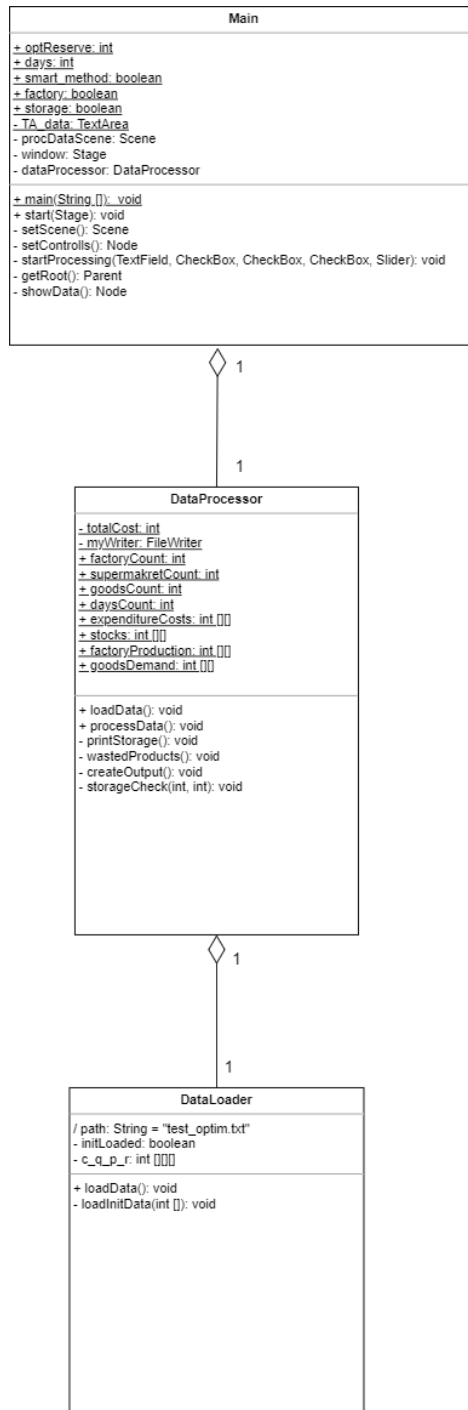 Main
+ optReserve: int
+ days: int
+ smart_method: boolean
+ factory: boolean
+ storage: boolean
- TA_data: TextArea
- procDataScene: Scene
- window: Stage
- dataProcessor: DataProcessor
+ main(String []): void
+ start(Stage): void
- setScene(): Scene
- setControlls(): Node
- startProcessing(TextField, CheckBox, CheckBox, CheckBox, Slider): void
- getRoot(): Parent
- showData(): Node
1
1
DataProcessor
- totalCost: int
- myWriter: FileWriter
+ factoryCount: int
+ supermakretCount: int
+ goodsCount: int
+ daysCount: int
+ expenditureCosts: int [][]
+ stocks: int [][]
+ factoryProduction: int [][]
+ goodsDemand: int [][]
+ loadData(): void
+ processData(): void
- printStorage(): void
- wastedProducts(): void
- createOutput(): void
- storageCheck(int, int): void
1
1
DataLoader
/ path: String = "test_optim.txt"
- initLoaded: boolean
- c_q_p_r: int [][][]
+ loadData(): void
- loadInitData(int []): void